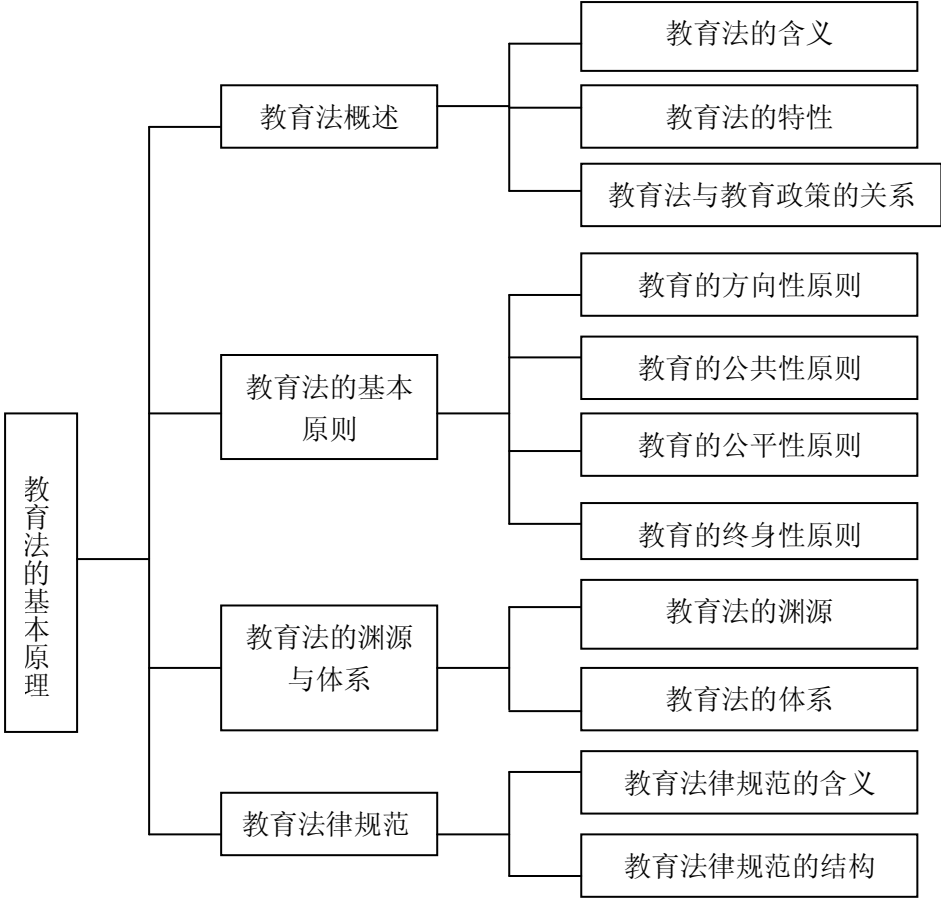 教育法的基本原理
教育法概述
教育法的含义
教育法的特性
教育法与教育政策的关系
教育法的基本
原则
教育的方向性原则
教育的公共性原则
教育的公平性原则
教育的终身性原则
教育法的渊源
与体系
教育法的渊源
教育法的体系
教育法律规范
教育法律规范的含义
教育法律规范的结构